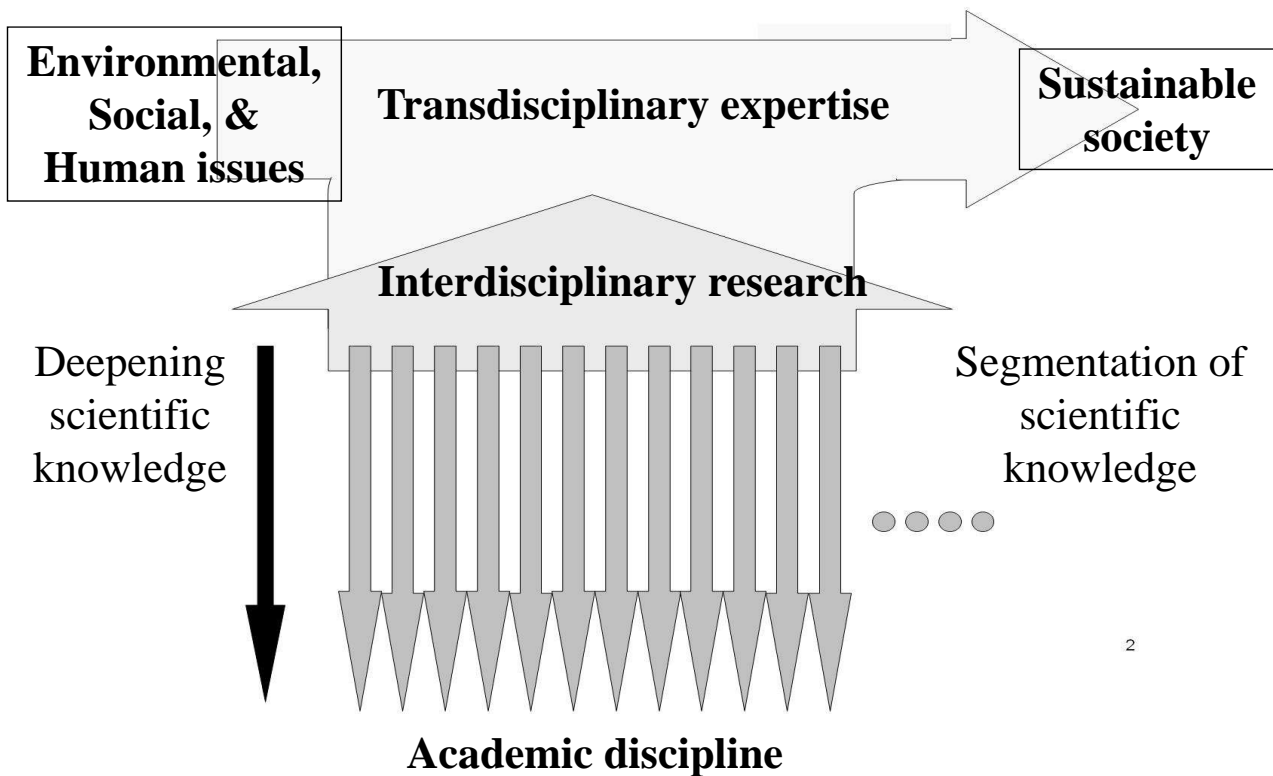 Environmental,
Social, &
Human issues
Transdisciplinary expertise
Sustainable
society
Interdisciplinary research
Deepening
scientific
knowledge
Segmentation of
scientific
knowledge
2
Academic discipline